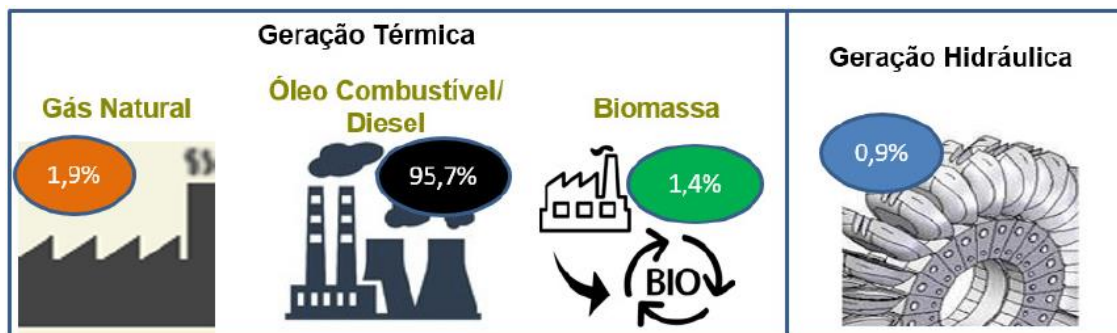 Geração Térmica
Gás Natural
1,9%
Óleo Combustível/
Diesel
95,7%
Biomassa
1,4%
BIO
Geração Hidráulica
0,9%